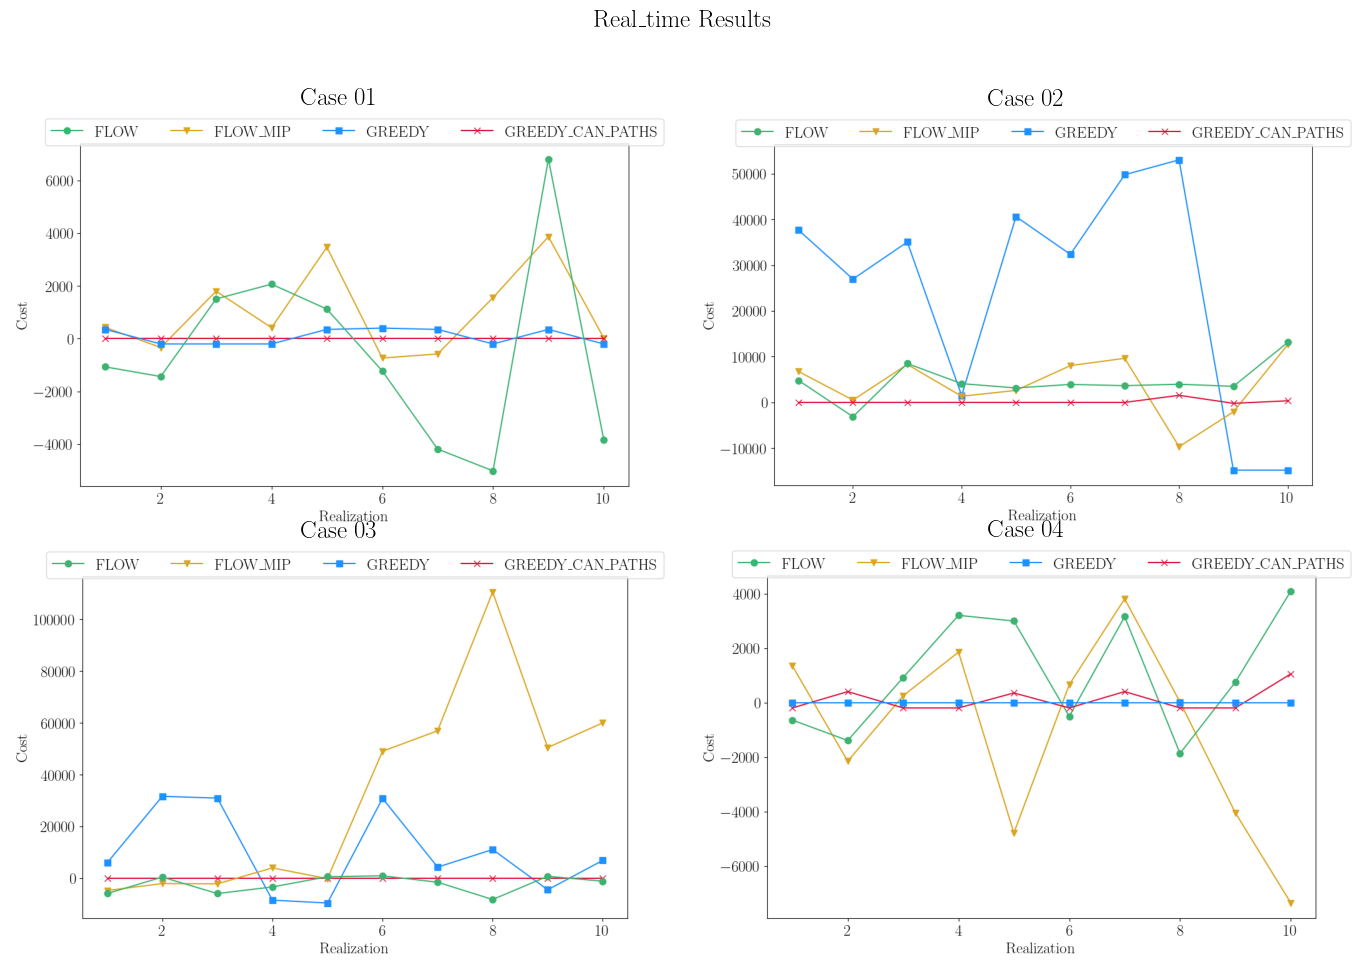 Real_time Results
Case 01
FLOW FLOW_MIP GREEDY GREEDY_CAN_PATHS
6000
4000
2000
0
−2000
−4000
Cost
2 4 6 8 10
Realization
Case 02
FLOW FLOW_MIP GREEDY GREEDY_CAN_PATHS
50000
40000
30000
20000
10000
0
−10000
Cost
2 4 6 8 10
Realization
Case 03
FLOW FLOW_MIP GREEDY GREEDY_CAN_PATHS
100000
80000
60000
40000
20000
0
Cost
2 4 6 8 10
Realization
Case 04
FLOW FLOW_MIP GREEDY GREEDY_CAN_PATHS
4000
2000
0
−2000
−4000
−6000
Cost
2 4 6 8 10
Realization